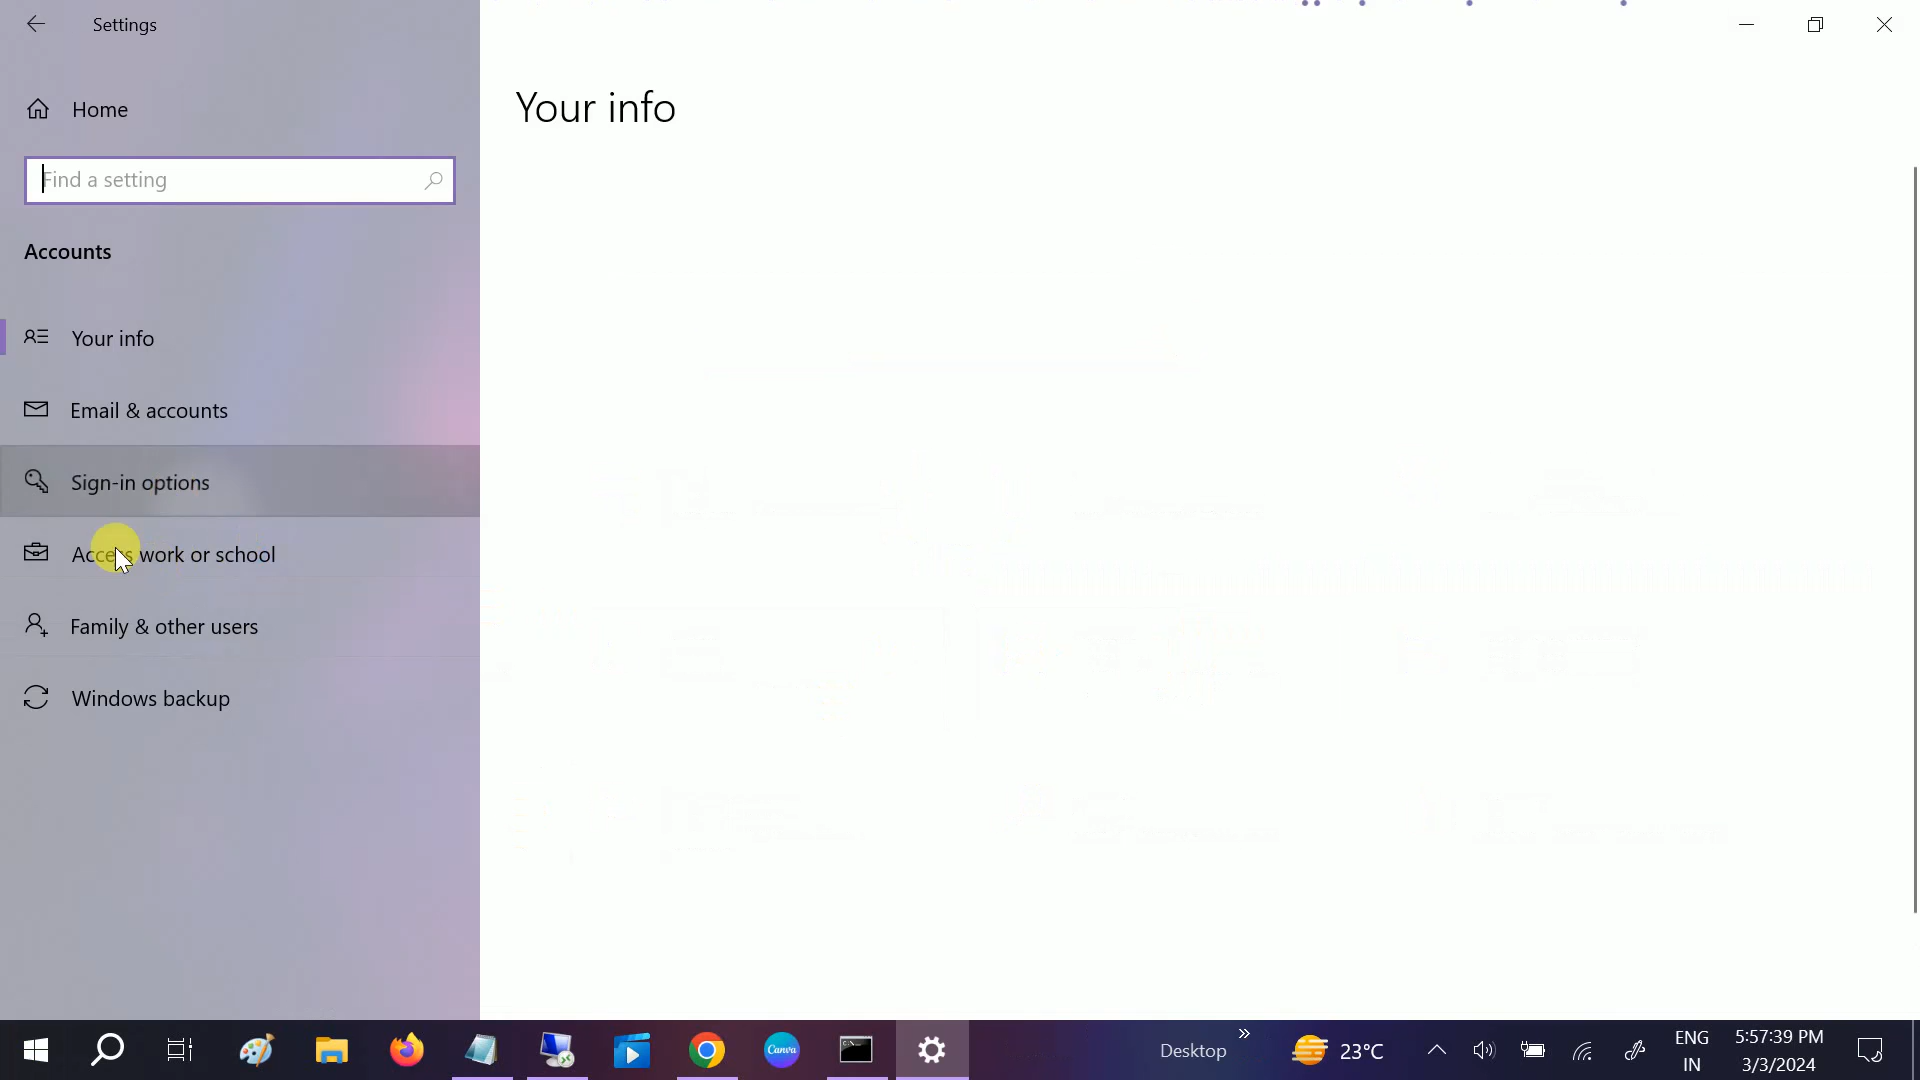 Settings
Home
Find a setting
Accounts
Your info
Email & accounts
Sign-in options
Access work or school
Family & other users
Windows backup
Your info
Canva
Desktop
23°C
ENG
IN
5:57:39 PM
3/3/2024